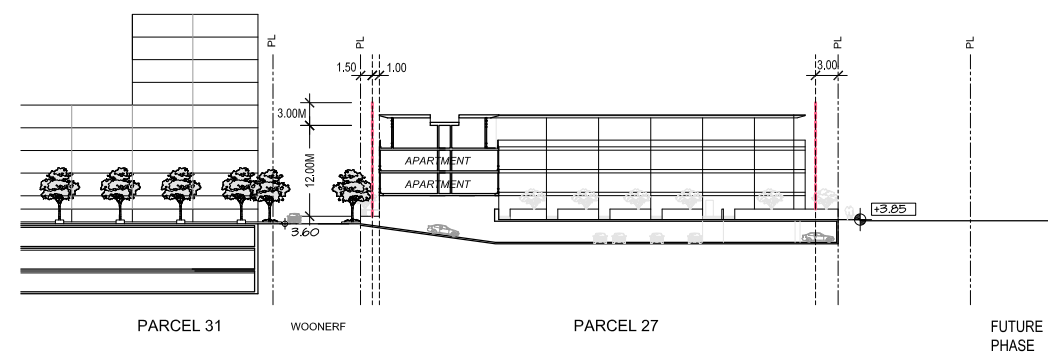 PL
PL
PL
PL
1.50
1.00
3.00
3.00M
12.00M
APARTMENT
APARTMENT
3.60
+3.85
PARCEL 31
WOONERF
PARCEL 27
FUTURE
PHASE